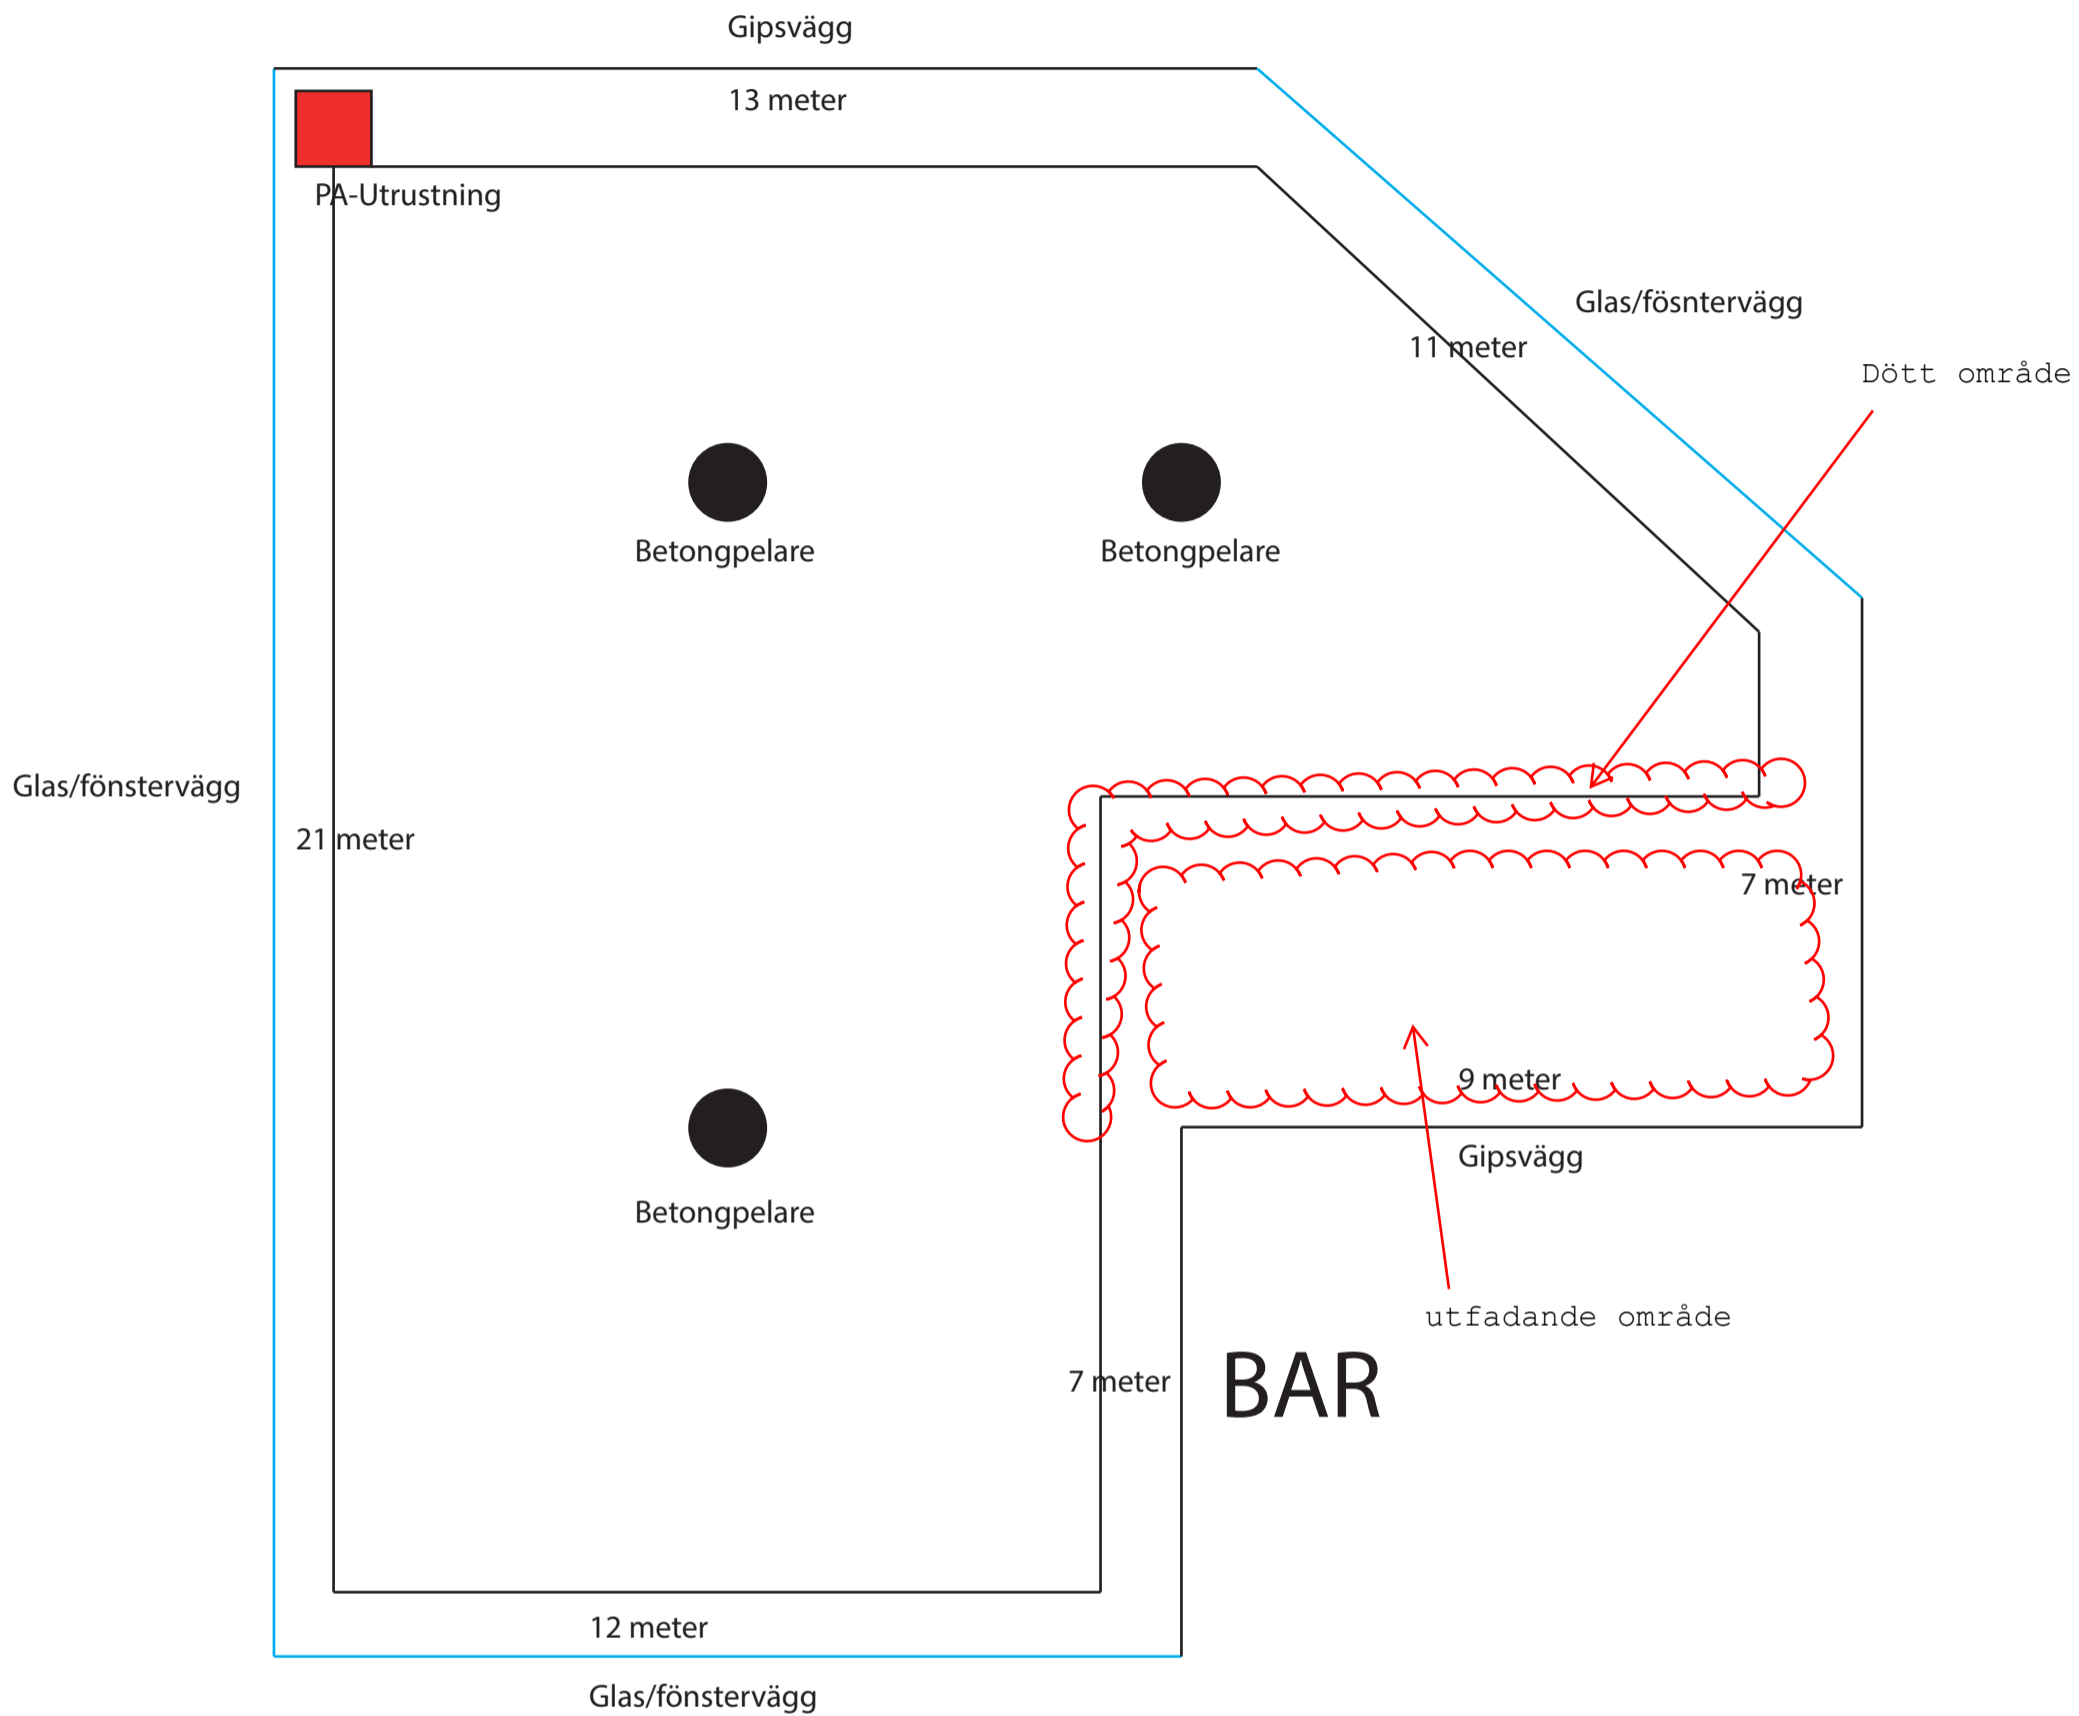 Gipsvägg
13 meter
PA-Utrustning
Glas/fösntervägg
11 meter
Dött område
Betongpelare
Betongpelare
Glas/fönstervägg
21 meter
7 meter
9 meter
Gipsvägg
Betongpelare
utfadande område
7 meter
BAR
12 meter
Glas/fönstervägg